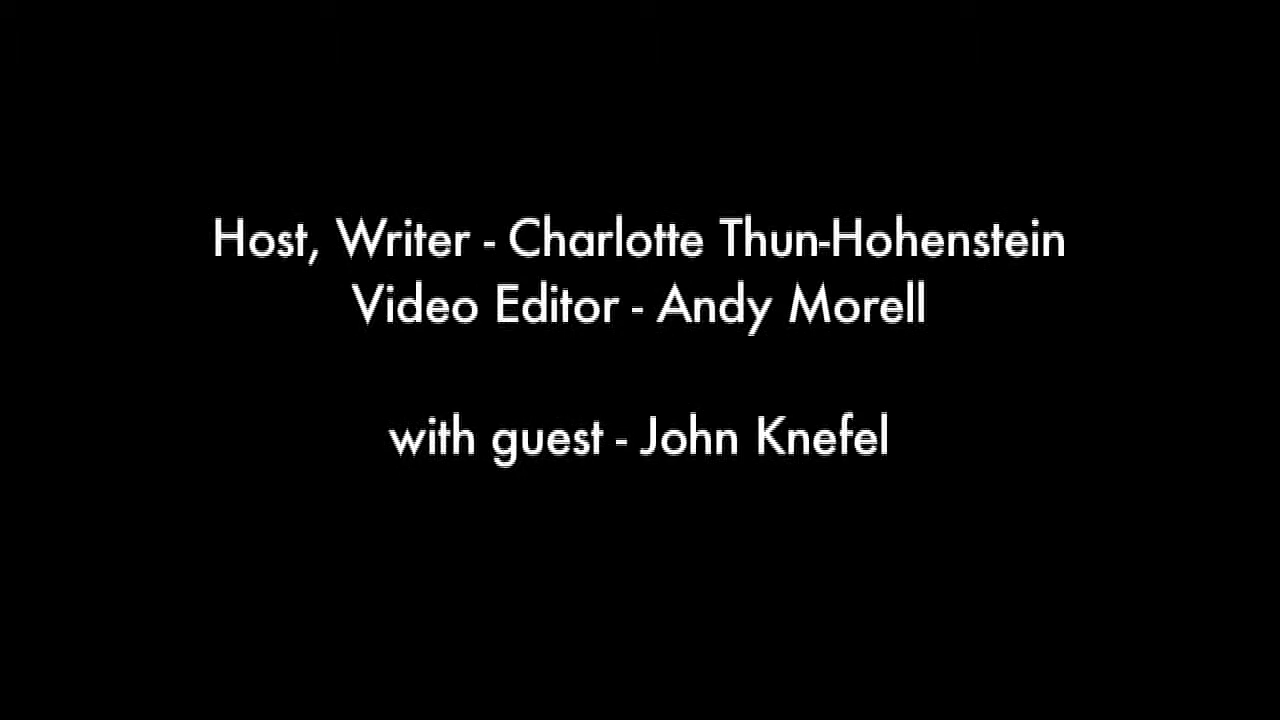 Host, Writer - Charlotte Thun-Hohenstein
Video Editor - Andy Morell
with guest - John Knefel